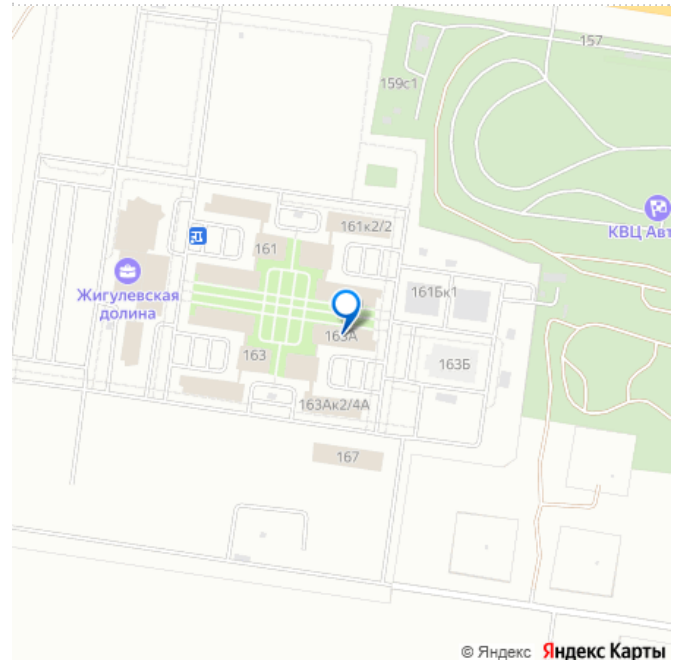 157
159с1
161к2/2
КВЦ Авт
161
Жигулевская
долина
161Бк1
163А
163
163Б
163Ак2/4А
167
© Яндекс Яндекс Карты